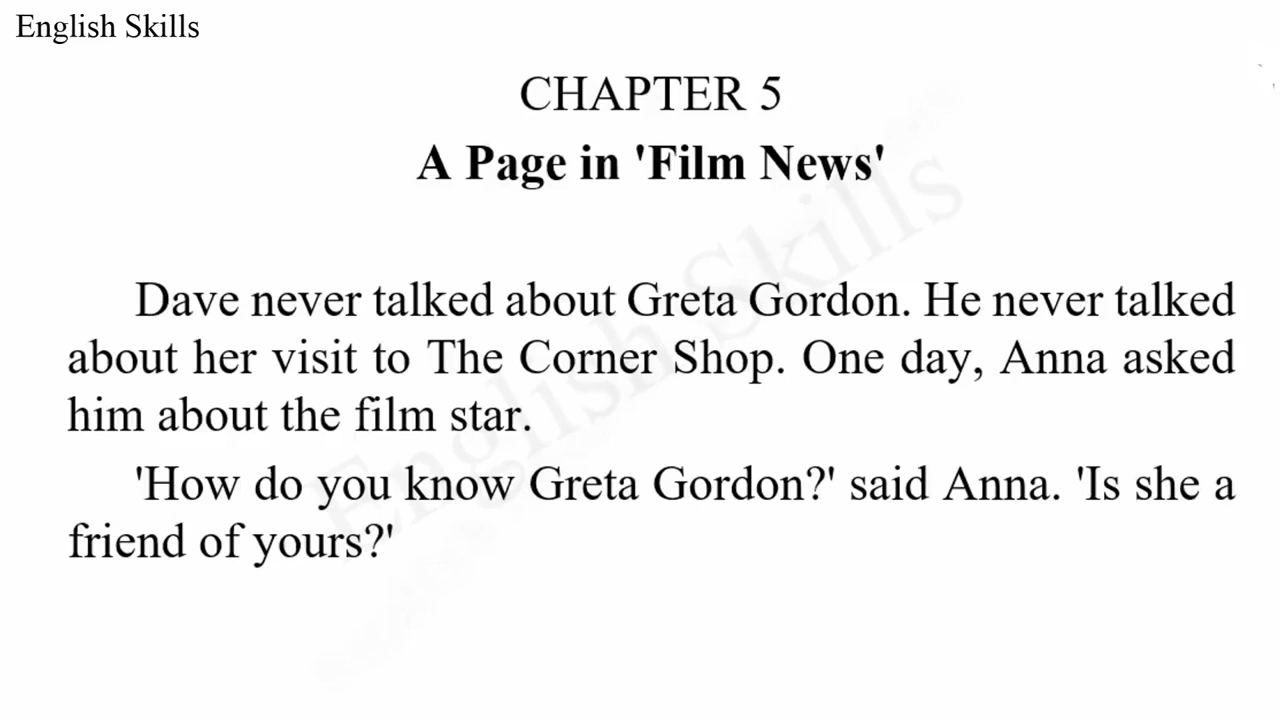 English Skills
CHAPTER 5
A Page in 'Film News'
Dave never talked about Greta Gordon. He never talked
about her visit to The Corner Shop. One day, Anna asked
him about the film star.
'How do you know Greta Gordon?' said Anna. 'Is she a
friend of yours?'
English Skills